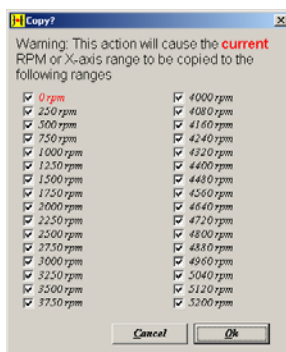 Copy?
Warning: This action will cause the current
RPM or X-axis range to be copied to the
following ranges
0 rpm
250 rpm
500 rpm
750 rpm
1000 rpm
1250 rpm
1500 rpm
1750 rpm
2000 rpm
2250 rpm
2500 rpm
2750 rpm
3000 rpm
3250 rpm
3500 rpm
3750 rpm
4000 rpm
4080 rpm
4160 rpm
4240 rpm
4320 rpm
4400 rpm
4480 rpm
4560 rpm
4640 rpm
4720 rpm
4800 rpm
4880 rpm
4960 rpm
5040 rpm
5120 rpm
5200 rpm
Cancel
Ok